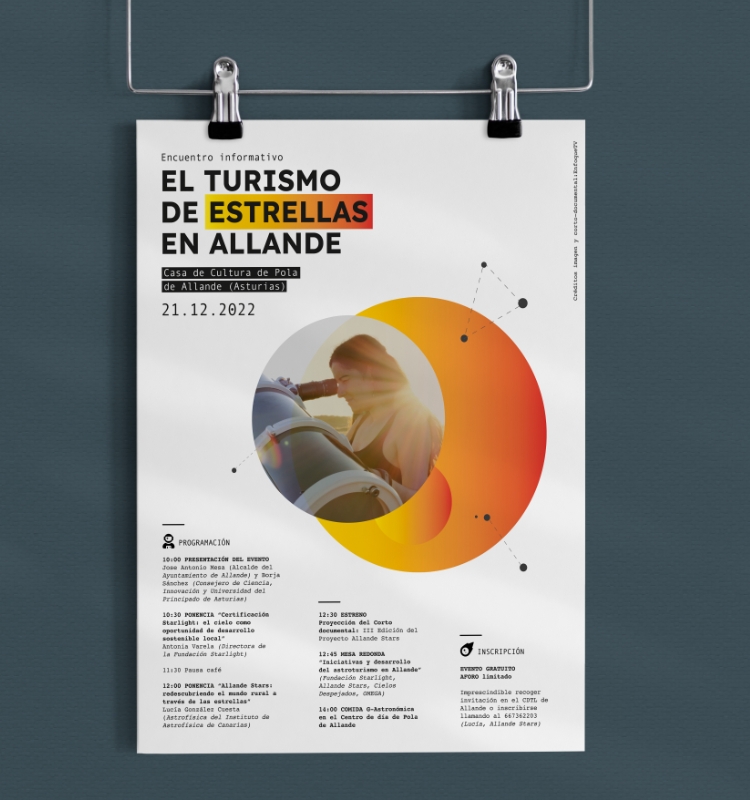 Encuentro informativo
EL TURISMO
DE ESTRELLAS
EN ALLANDE
Casa de Cultura de Pola
de Allande (Asturias)
21.12.2022
Créditos imagen y corto-documental:EnfoqueTV
PROGRAMACIÓN
10:00 PRESENTACIÓN DEL EVENTO
Jose Antonio Mesa (Alcalde del
Ayuntamiento de Allande) y Borja
Sánchez (Consejero de Ciencia,
Innovación y Universidad del
Principado de Asturias)
10:30 PONENCIA "Certificación
Starlight: el cielo como
oportunidad de desarrollo
sostenible local"
Antonia Varela (Directora de
la Fundación Starlight)
11:30 Pausa café
12:00 PONENCIA "Allande Stars:
redescubriendo el mundo rural a
través de las estrellas"
Lucía González Cuesta
(Astrofísica del Instituto de
Astrofísica de Canarias)
12:30 ESTRENO
Proyección del Corto
documental: III Edición del
Proyecto Allande Stars
12:45 MESA REDONDA
"Iniciativas y desarrollo
del astroturismo en Allande"
(Fundación Starlight,
Allande Stars, Cielos
Despejados, OMEGA)
14:00 COMIDA G-Astronómica
en el Centro de día de Pola
de Allande
INSCRIPCIÓN
EVENTO GRATUITO
AFORO limitado
Imprescindible recoger
invitación en el CDTL de
Allande o inscribirse
llamando al 667362203
(Lucía, Allande Stars)